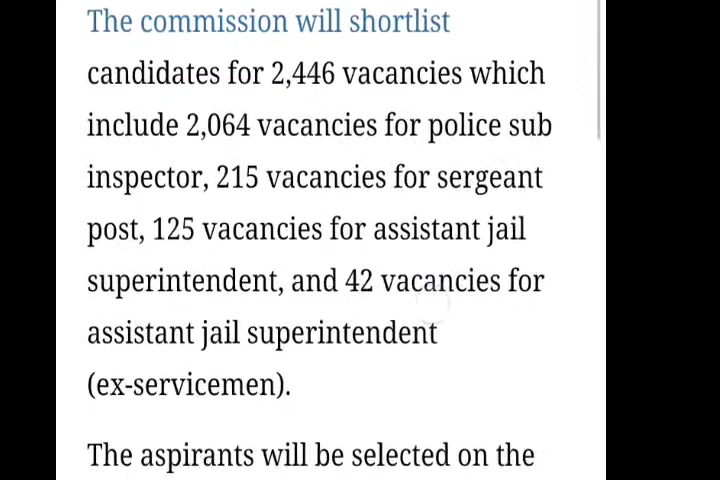 The commission will shortlist
candidates for 2,446 vacancies which
include 2,064 vacancies for police sub
inspector, 215 vacancies for sergeant
post, 125 vacancies for assistant jail
superintendent, and 42 vacancies for
assistant jail superintendent
(ex-servicemen).
The aspirants will be selected on the